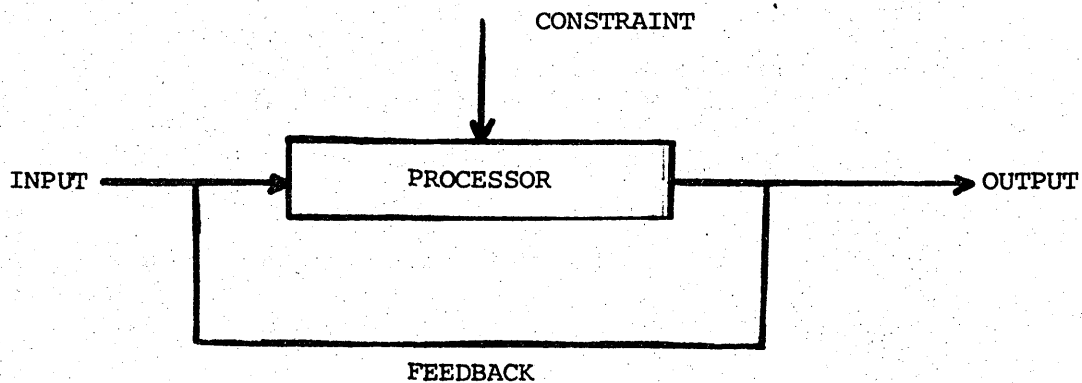 CONSTRAINT
INPUT
PROCESSOR
OUTPUT
FEEDBACK